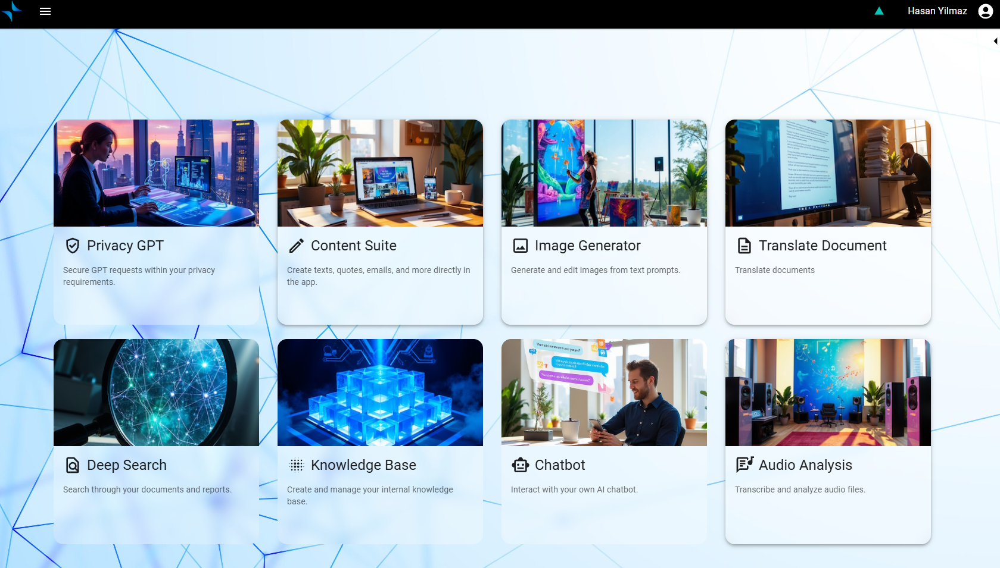 Hasan Yilmaz
Privacy GPT
Secure GPT requests within your privacy
requirements.
Content Suite
Create texts, quotes, emails, and more directly in
the app.
Image Generator
Generate and edit images from text prompts.
Translate Document
Translate documents
Deep Search
Search through your documents and reports.
Knowledge Base
Create and manage your internal knowledge
base.
Chatbot
Interact with your own AI chatbot.
Audio Analysis
Transcribe and analyze audio files.